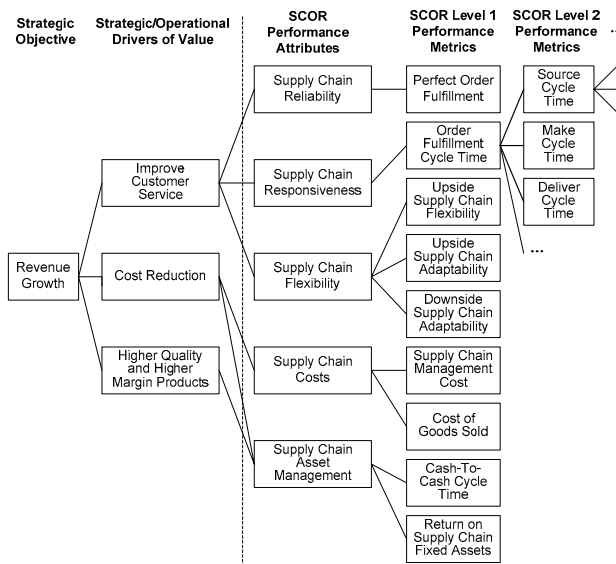 Strategic
Objective
Strategic/Operational
Drivers of Value
SCOR
Performance
Attributes
SCOR Level 1
Performance
Metrics
SCOR Level 2
Performance
Metrics
..
Revenue
Growth
Improve
Customer
Service
Cost Reduction
Higher Quality
and Higher
Margin Products
Supply Chain
Reliability
Supply Chain
Responsiveness
Supply Chain
Flexibility
Supply Chain
Costs
Supply Chain
Asset
Management
Perfect Order
Fulfillment
Order
Fulfillment
Cycle Time
Upside
Supply Chain
Flexibility
Upside
Supply Chain
Adaptability
Downside
Supply Chain
Adaptability
Supply Chain
Management
Cost
Cost of
Goods Sold
Cash-To-
Cash Cycle
Time
Return on
Supply Chain
Fixed Assets
Source
Cycle
Time
Make
Cycle
Time
Deliver
Cycle
Time
...